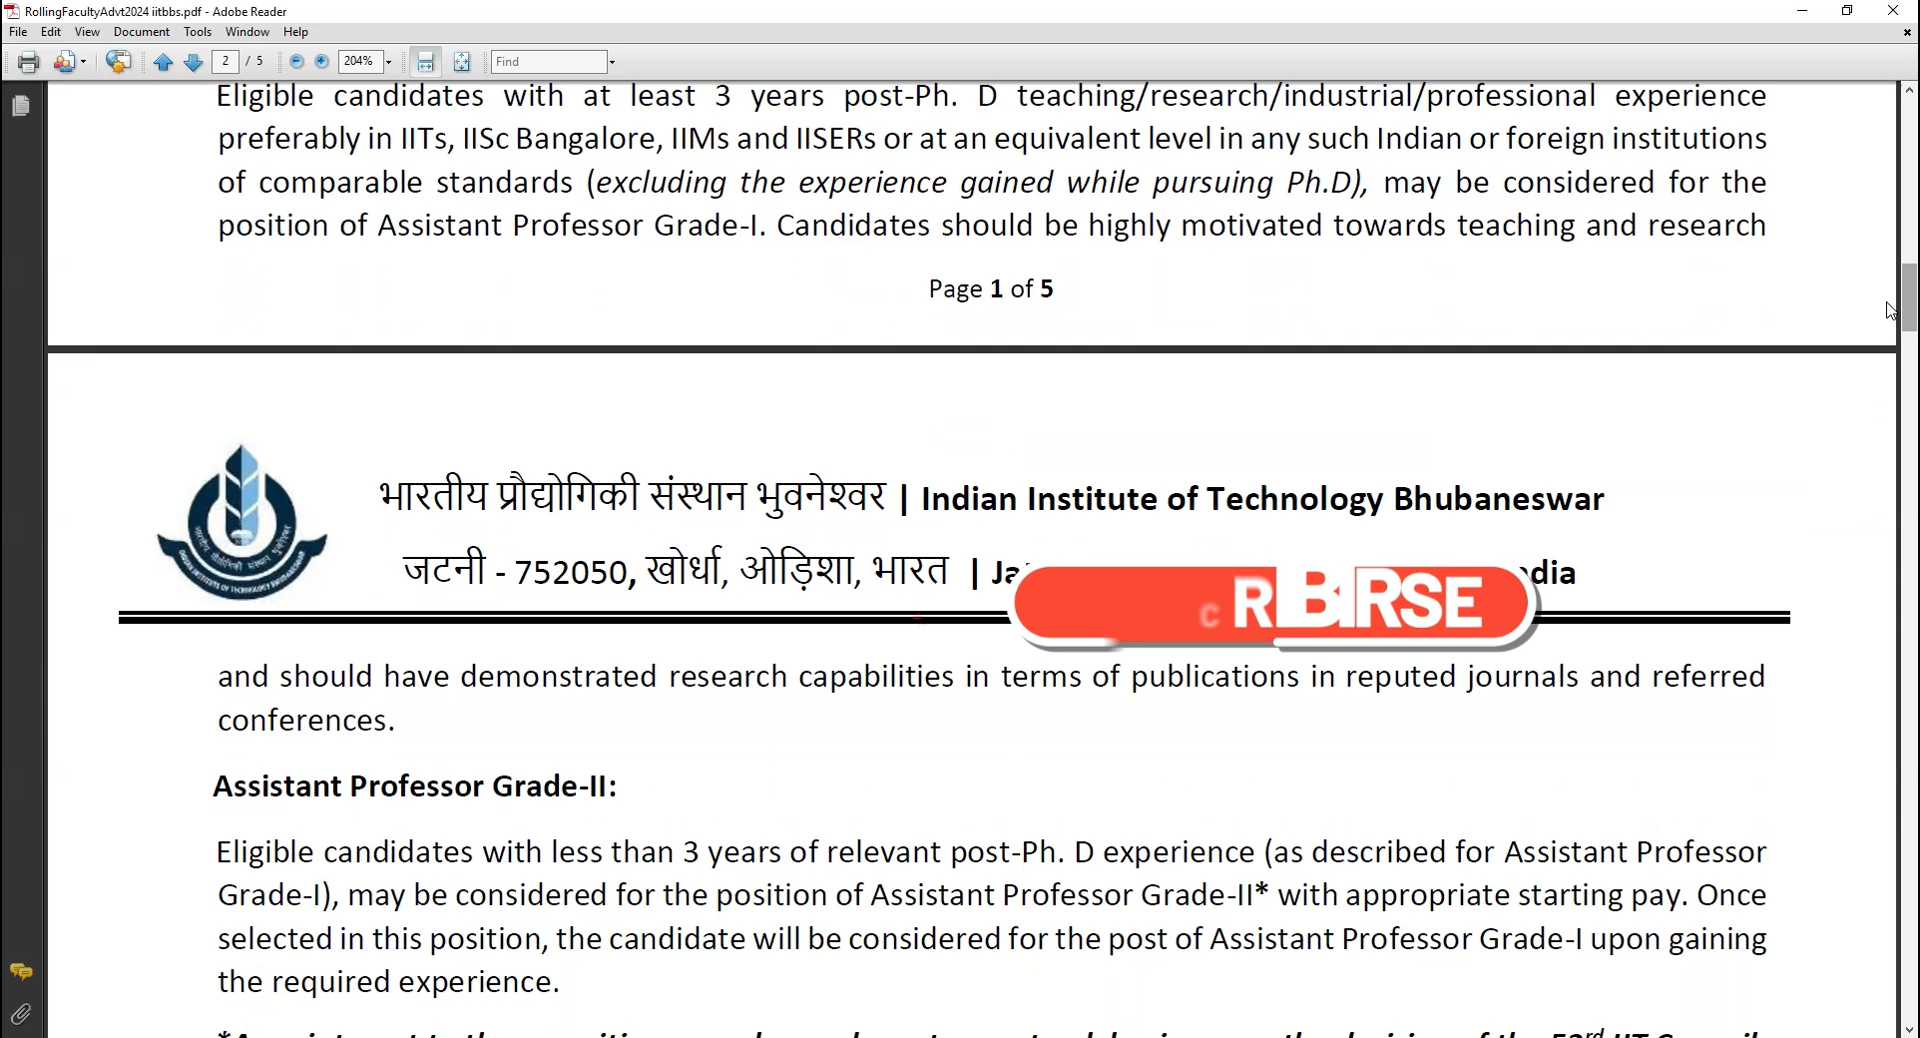 RollingFacultyAdvt2024 iitbbs.pdf - Adobe Reader
File Edit View Document Tools Window Help
2 / 5 204% Find
Eligible candidates with at least 3 years post-Ph. D teaching/research/industrial/professional experience
preferably in IITs, IISc Bangalore, IIMs and IISERs or at an equivalent level in any such Indian or foreign institutions
of comparable standards (excluding the experience gained while pursuing Ph.D), may be considered for the
position of Assistant Professor Grade-I. Candidates should be highly motivated towards teaching and research
Page 1 of 5
भारतीय प्रौद्योगिकी संस्थान भुवनेश्वर | Indian Institute of Technology Bhubaneswar
जटनी - 752050, खोर्धा, ओड़िशा, भारत |
and should have demonstrated research capabilities in terms of publications in reputed journals and referred
conferences.
Assistant Professor Grade-II:
Eligible candidates with less than 3 years of relevant post-Ph. D experience (as described for Assistant Professor
Grade-I), may be considered for the position of Assistant Professor Grade-II* with appropriate starting pay. Once
selected in this position, the candidate will be considered for the post of Assistant Professor Grade-I upon gaining
the required experience.